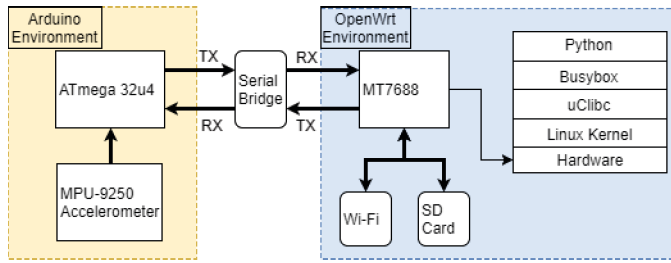 Arduino
Environment
ATmega 32u4
MPU-9250
Accelerometer
TX
RX
Serial
Bridge
RX
TX
OpenWrt
Environment
MT7688
Wi-Fi
SD
Card
Python
Busybox
uClibc
Linux Kernel
Hardware